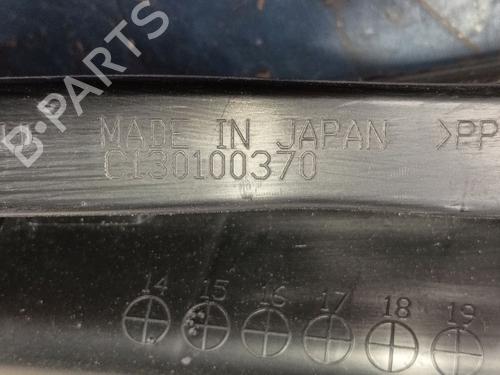 B-PARTS
MADE IN JAPAN >PP
C130100370
14 15 16 17 18 19